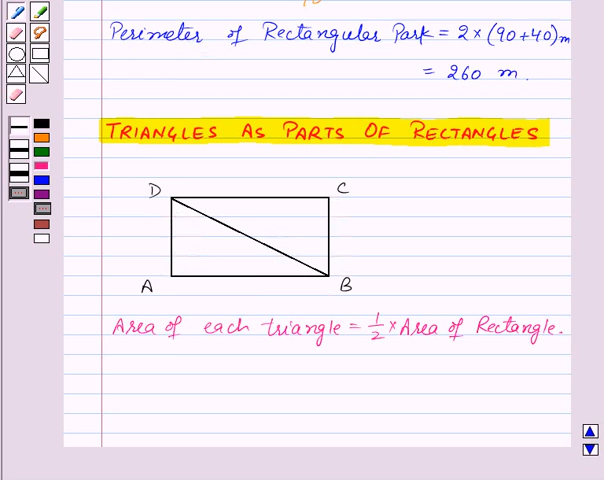 Perimeter of Rectangular Park = 2 × (90+40) m
= 260 m.
TRIANGLES AS PARTS OF RECTANGLES
D C
A B
Area of each triangle = 1/2 × Area of Rectangle.